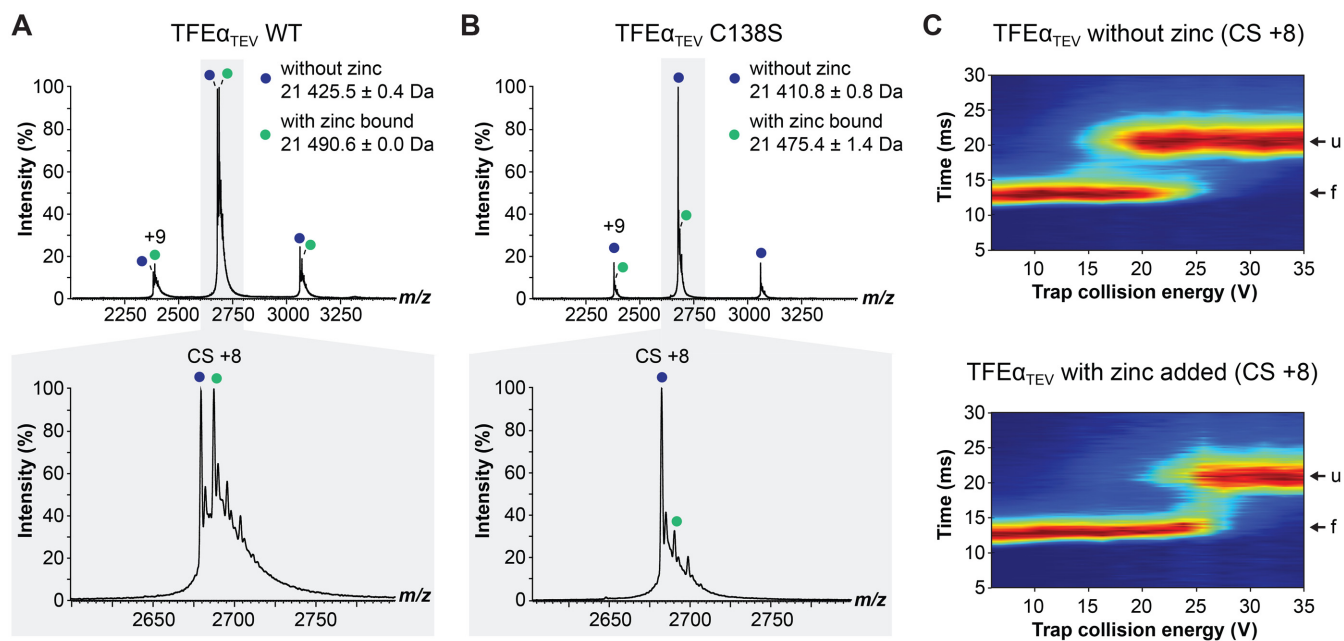 A
TFEα_TEV WT
without zinc
21 425.5 ± 0.4 Da
with zinc bound
21 490.6 ± 0.0 Da
Intensity (%)
100
80
60
40
20
0
+9
2250
2500
2750
3000
3250
m/z
CS +8
Intensity (%)
100
80
60
40
20
0
2650
2700
2750
m/z
B
TFEα_TEV C138S
without zinc
21 410.8 ± 0.8 Da
with zinc bound
21 475.4 ± 1.4 Da
Intensity (%)
100
80
60
40
20
0
+9
2250
2500
2750
3000
3250
m/z
CS +8
Intensity (%)
100
80
60
40
20
0
2650
2700
2750
m/z
C
TFEα_TEV without zinc (CS +8)
Time (ms)
30
25
20
15
10
5
u
f
10
15
20
25
30
35
Trap collision energy (V)
TFEα_TEV with zinc added (CS +8)
Time (ms)
30
25
20
15
10
5
u
f
10
15
20
25
30
35
Trap collision energy (V)